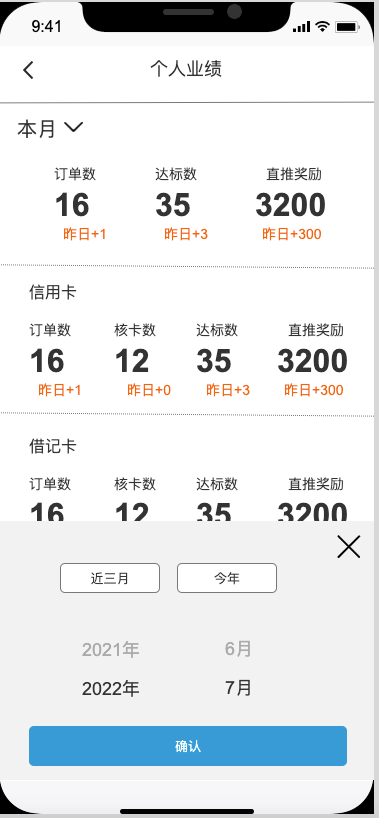 9:41
个人业绩
本月
订单数 达标数 直推奖励
16 35 3200
昨日+1 昨日+3 昨日+300
信用卡
订单数 核卡数 达标数 直推奖励
16 12 35 3200
昨日+1 昨日+0 昨日+3 昨日+300
借记卡
订单数 核卡数 达标数 直推奖励
16 12 35 3200
近三月 今年
2021年 6月
2022年 7月
确认